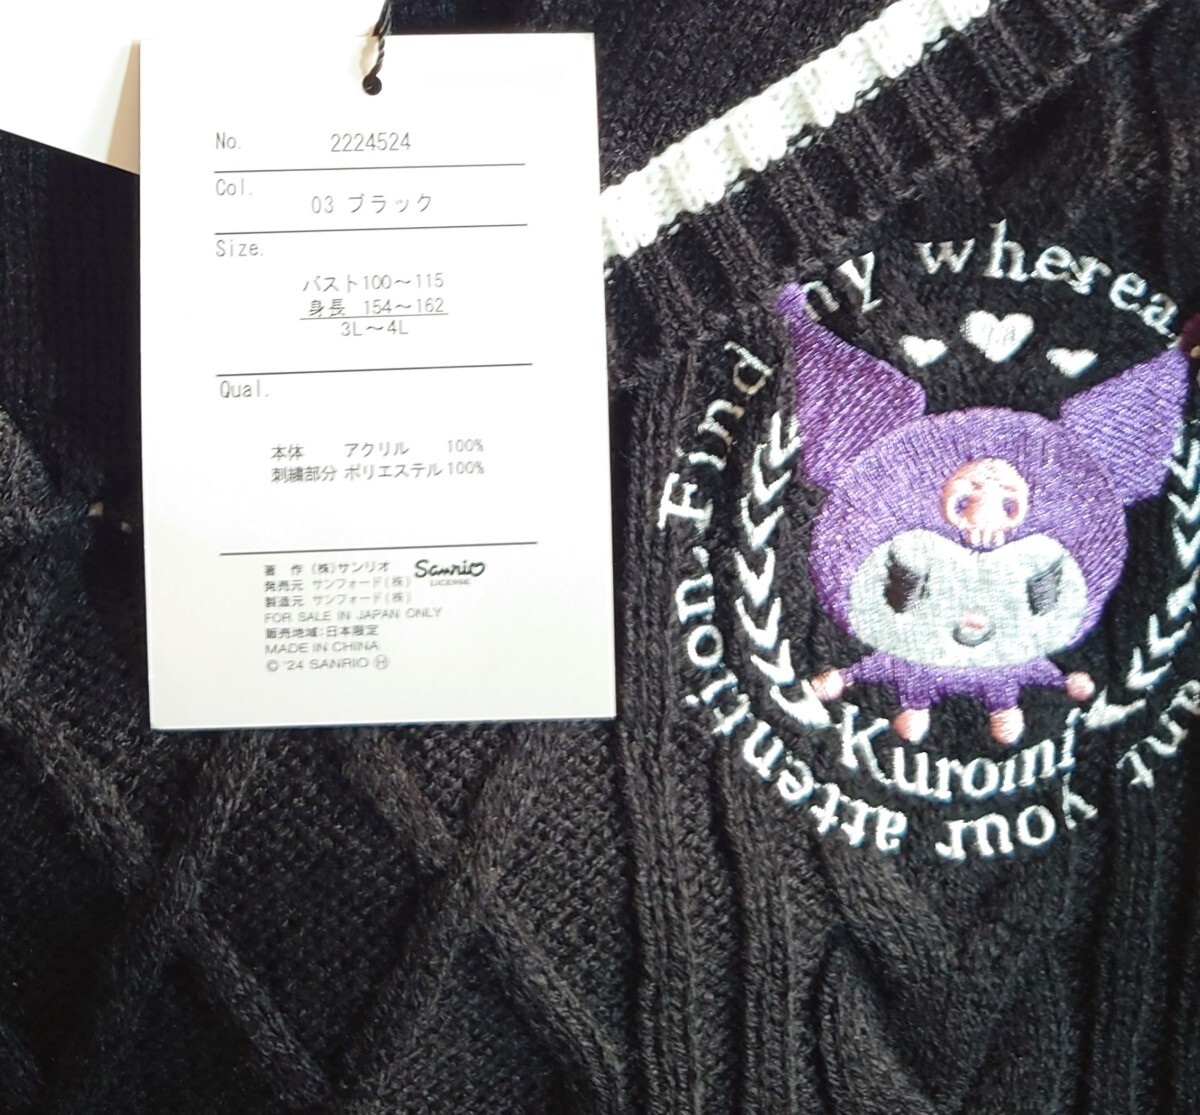 No. 2224524
Col.
03 ブラック
Size.
バスト100～115
身長 154～162
3L～4L
Qual.
本体 アクリル 100%
刺繍部分 ポリエステル100%
著 作 (株)サンリオ
発売元 サンフォード(株)
製造元 サンフォード(株)
Sanrio
LICENSE
FOR SALE IN JAPAN ONLY
販売地域:日本限定
MADE IN CHINA
© '24 SANRIO Ⓗ
Find my wherea
Kuromi
your attention.